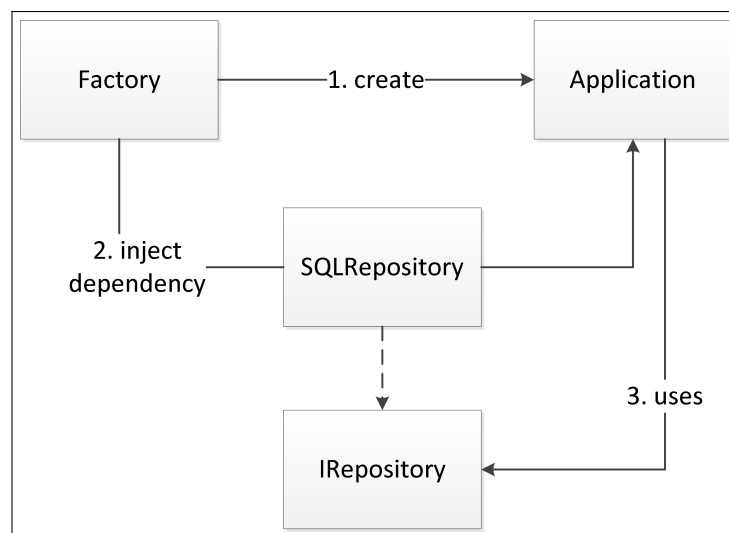 Factory
1. create
Application
2. inject
dependency
SQLRepository
3. uses
IRepository